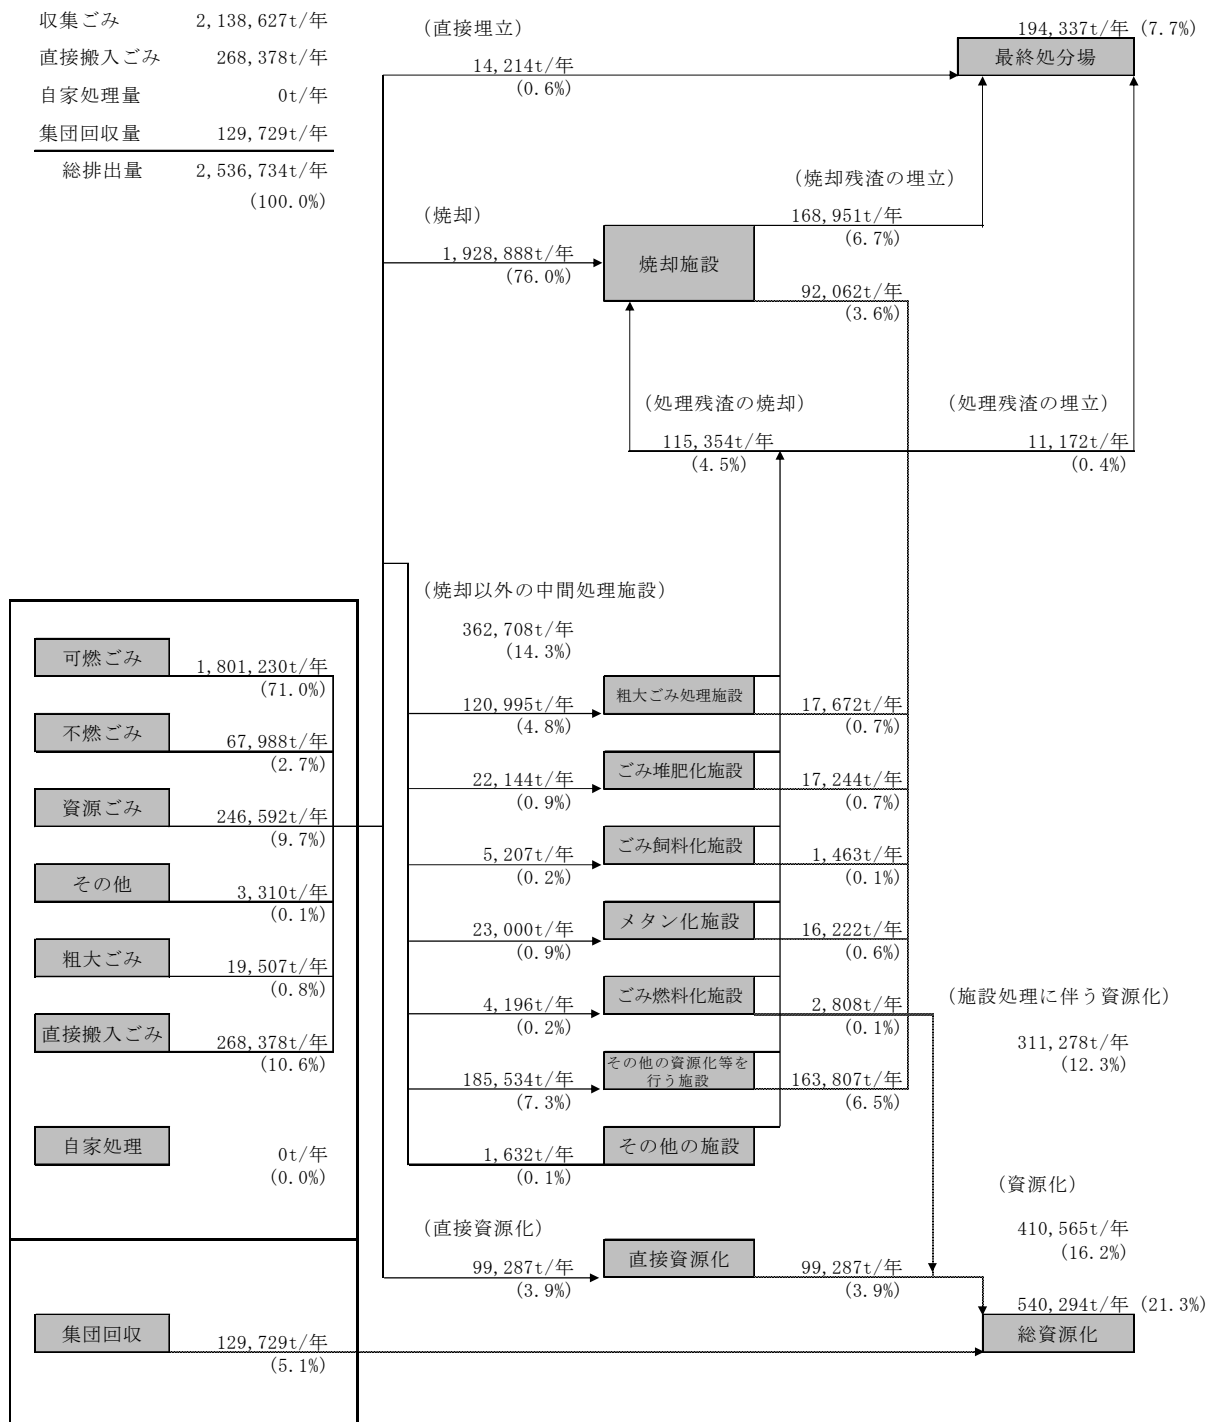 収集ごみ 2,138,627t/年
直接搬入ごみ 268,378t/年
自家処理量 0t/年
集団回収量 129,729t/年
総排出量 2,536,734t/年
(100.0%)
(直接埋立)
14,214t/年
(0.6%)
194,337t/年 (7.7%)
最終処分場
(焼却残渣の埋立)
168,951t/年
(6.7%)
(焼却)
1,928,888t/年
(76.0%)
焼却施設
92,062t/年
(3.6%)
(処理残渣の焼却)
115,354t/年
(4.5%)
(処理残渣の埋立)
11,172t/年
(0.4%)
(焼却以外の中間処理施設)
362,708t/年
(14.3%)
可燃ごみ
1,801,230t/年
(71.0%)
不燃ごみ
67,988t/年
(2.7%)
資源ごみ
246,592t/年
(9.7%)
その他
3,310t/年
(0.1%)
粗大ごみ
19,507t/年
(0.8%)
直接搬入ごみ
268,378t/年
(10.6%)
自家処理
0t/年
(0.0%)
120,995t/年
(4.8%)
粗大ごみ処理施設
17,672t/年
(0.7%)
22,144t/年
(0.9%)
ごみ堆肥化施設
17,244t/年
(0.7%)
5,207t/年
(0.2%)
ごみ飼料化施設
1,463t/年
(0.1%)
23,000t/年
(0.9%)
メタン化施設
16,222t/年
(0.6%)
4,196t/年
(0.2%)
ごみ燃料化施設
2,808t/年
(0.1%)
185,534t/年
(7.3%)
その他の資源化等を
行う施設
163,807t/年
(6.5%)
1,632t/年
(0.1%)
その他の施設
(施設処理に伴う資源化)
311,278t/年
(12.3%)
(資源化)
410,565t/年
(16.2%)
(直接資源化)
99,287t/年
(3.9%)
直接資源化
99,287t/年
(3.9%)
540,294t/年 (21.3%)
総資源化
集団回収
129,729t/年
(5.1%)